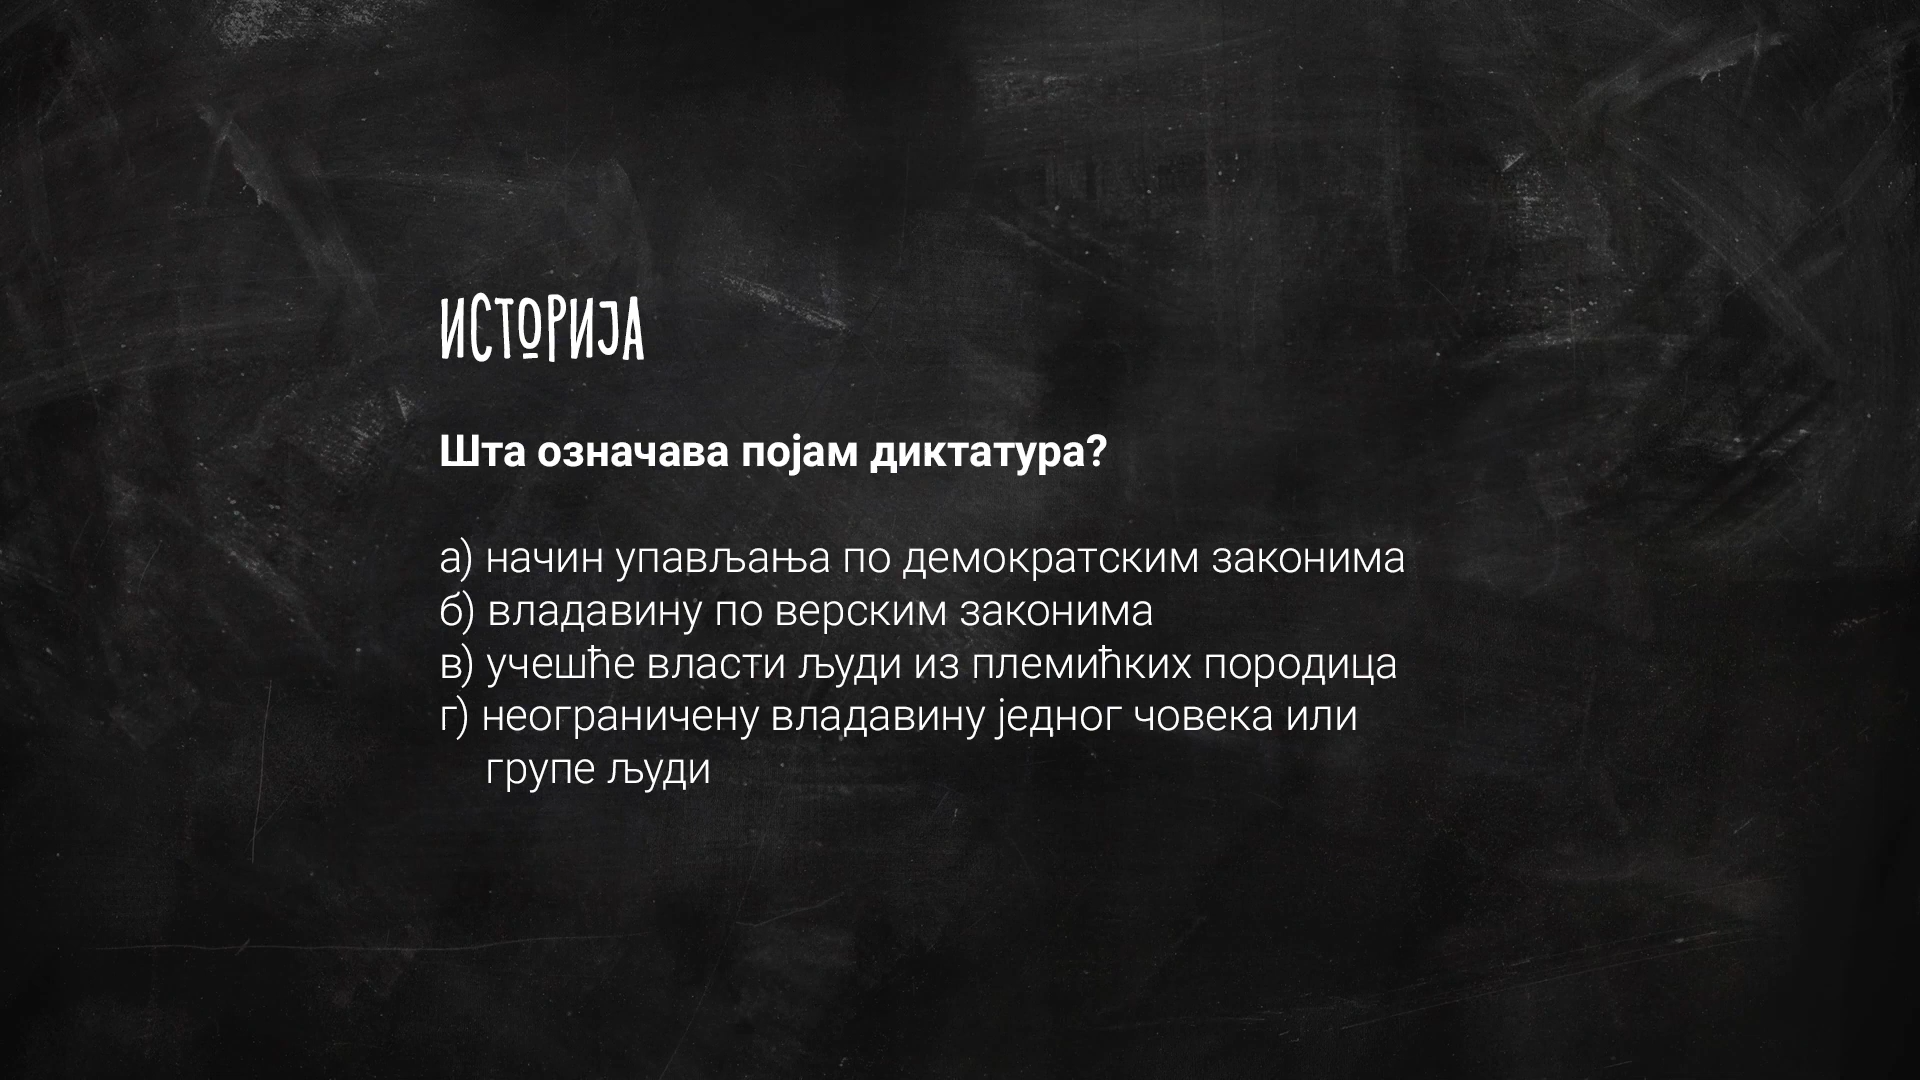 ИСТОРИЈА
Шта означава појам диктатура?
а) начин упављања по демократским законима
б) владавину по верским законима
в) учешће власти људи из племићких породица
г) неограничену владавину једног човека или
групе људи